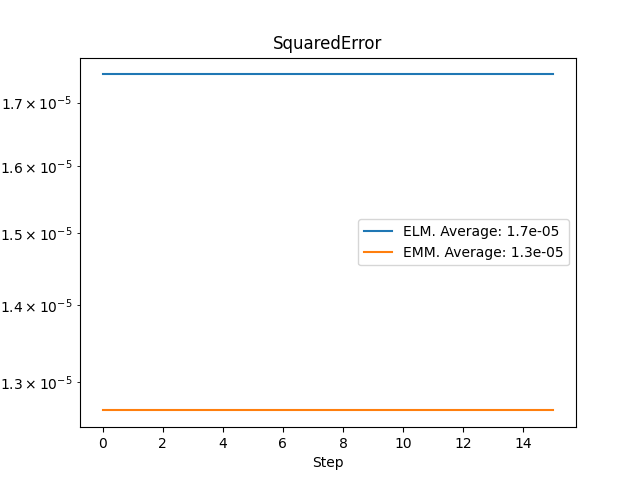 SquaredError
1.7 × 10⁻⁵
1.6 × 10⁻⁵
1.5 × 10⁻⁵
1.4 × 10⁻⁵
1.3 × 10⁻⁵
ELM. Average: 1.7e-05
EMM. Average: 1.3e-05
0 2 4 6 8 10 12 14
Step